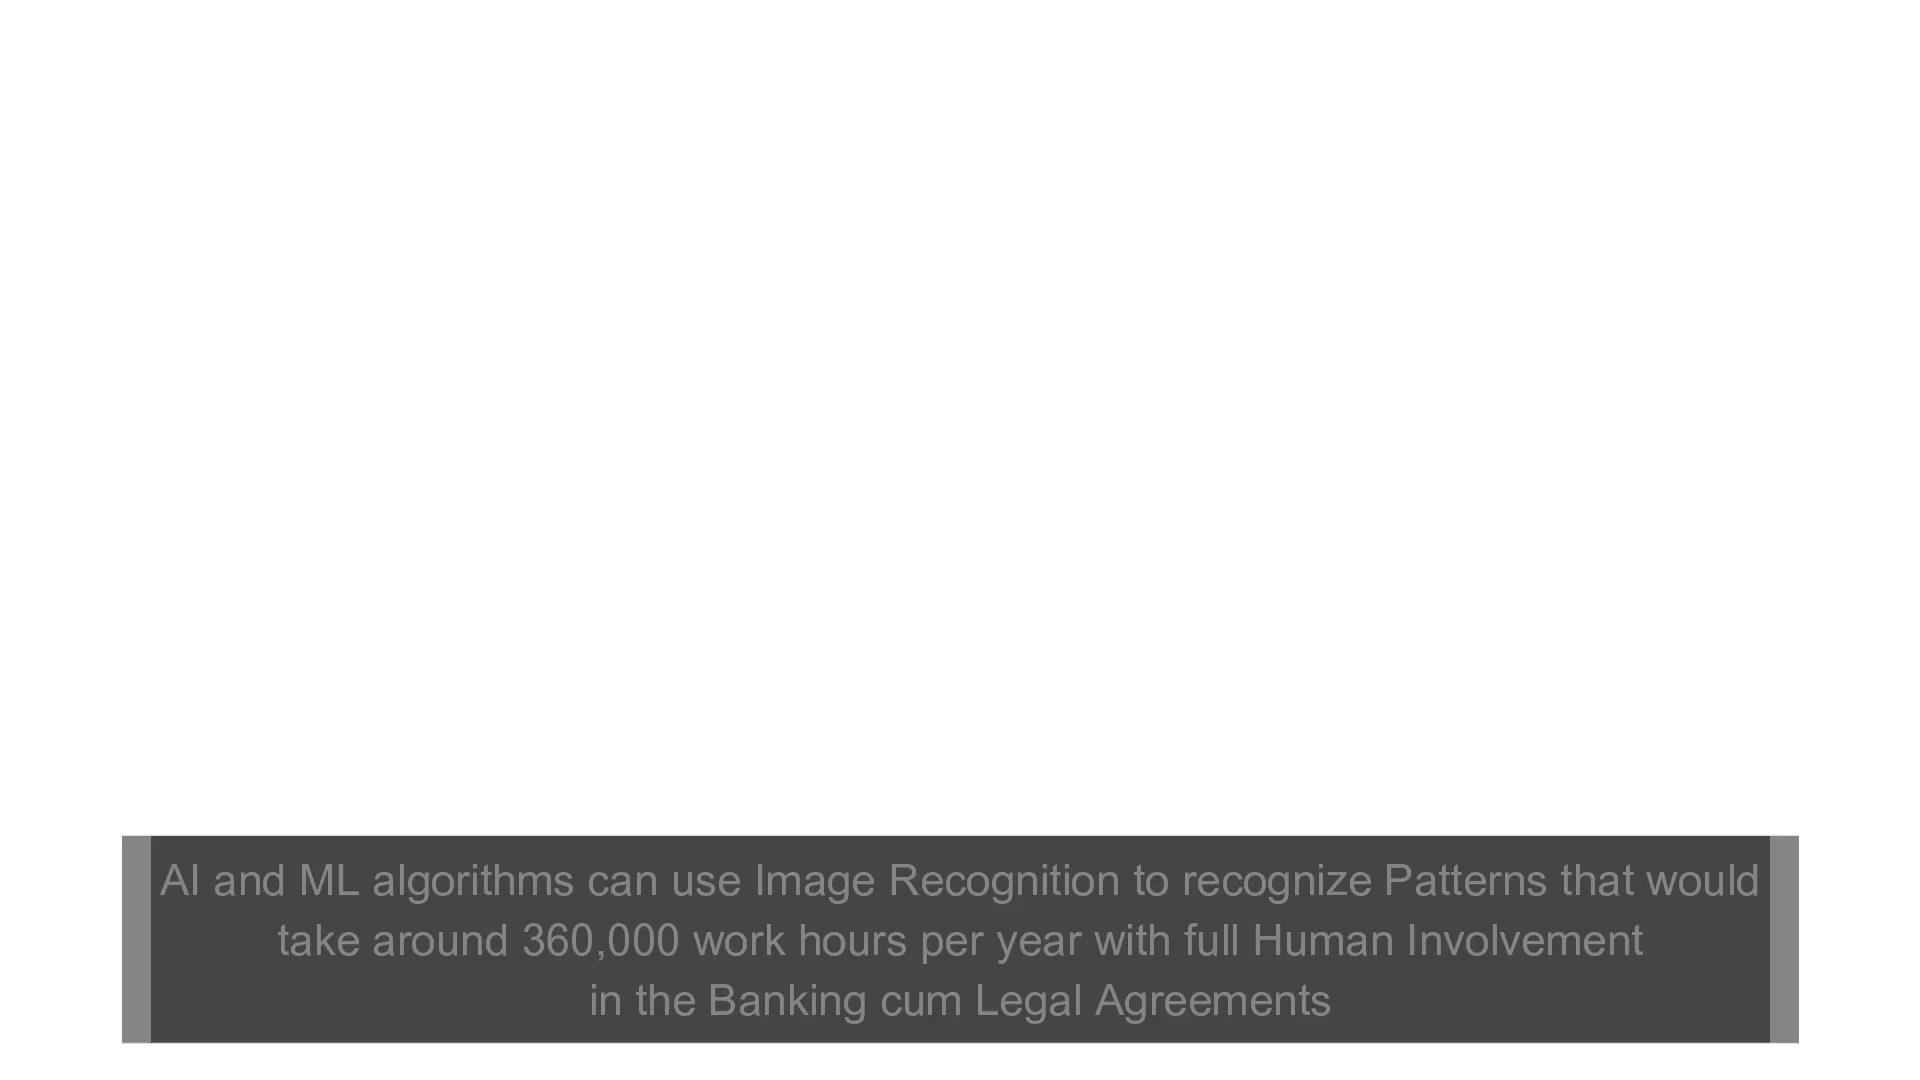 AI and ML algorithms can use Image Recognition to recognize Patterns that would
take around 360,000 work hours per year with full Human Involvement
in the Banking cum Legal Agreements